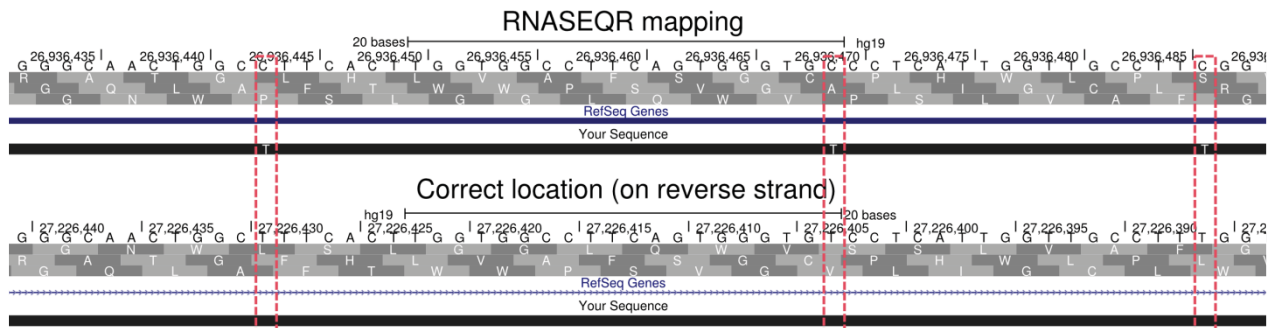 RNASEQR mapping
20 bases hg19
26,936,435 26,936,440 26,936,445 26,936,450 26,936,455 26,936,460 26,936,465 26,936,470 26,936,475 26,936,480 26,936,485 26,936
G G G C A A C T G G C C T T C A C T T G G T G G C C T T C A G T G G G T G C C C T C A T T G G T T G C C T T C G G
R A T G L H L V A F S G C P H W L P S
G Q L A F T W W P S V G A L I G C L R
G N W P S L G G L Q W V P S L V A F G
RefSeq Genes
Your Sequence
T T T
Correct location (on reverse strand)
hg19 20 bases
27,226,440 27,226,435 27,226,430 27,226,425 27,226,420 27,226,415 27,226,410 27,226,405 27,226,400 27,226,395 27,226,390 27,2
G G G C A A C T G G C T T T C A C T T G G T G G C C T T C A G T G G G T G T C C T C A T T G G T T G C C T T T G G
G N W L S L G G L Q W V S S L V A F G
R A T G F H L V A F S G C P H W L P L
G Q L A F T W W P S V G V L I G C L W
RefSeq Genes
Your Sequence